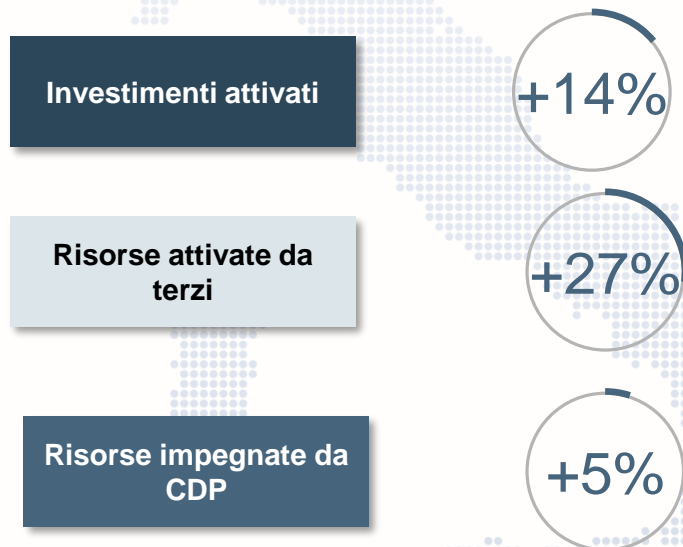 Investimenti attivati
+14%
Risorse attivate da
terzi
+27%
Risorse impegnate da
CDP
+5%